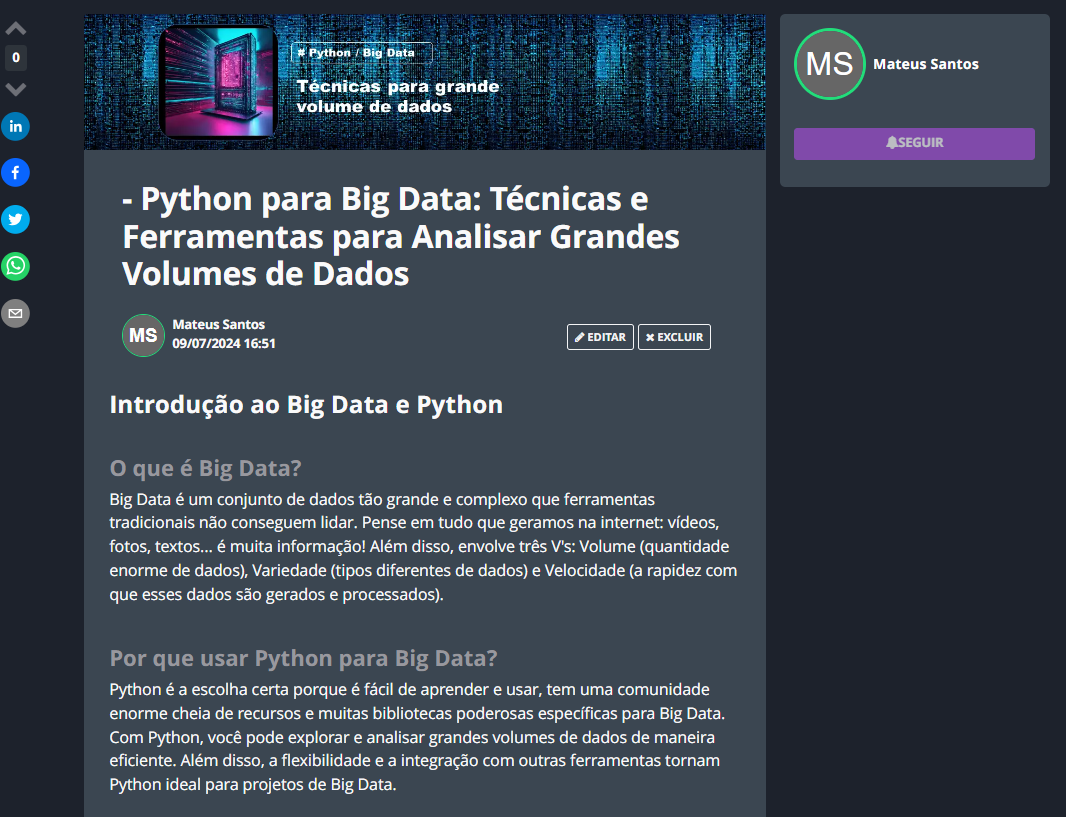 0
in
f
# Python / Big Data
Técnicas para grande
volume de dados
- Python para Big Data: Técnicas e
Ferramentas para Analisar Grandes
Volumes de Dados
MS
Mateus Santos
09/07/2024 16:51
EDITAR
EXCLUIR
Introdução ao Big Data e Python
O que é Big Data?
Big Data é um conjunto de dados tão grande e complexo que ferramentas
tradicionais não conseguem lidar. Pense em tudo que geramos na internet: vídeos,
fotos, textos... é muita informação! Além disso, envolve três V's: Volume (quantidade
enorme de dados), Variedade (tipos diferentes de dados) e Velocidade (a rapidez com
que esses dados são gerados e processados).
Por que usar Python para Big Data?
Python é a escolha certa porque é fácil de aprender e usar, tem uma comunidade
enorme cheia de recursos e muitas bibliotecas poderosas específicas para Big Data.
Com Python, você pode explorar e analisar grandes volumes de dados de maneira
eficiente. Além disso, a flexibilidade e a integração com outras ferramentas tornam
Python ideal para projetos de Big Data.
MS
Mateus Santos
SEGUIR